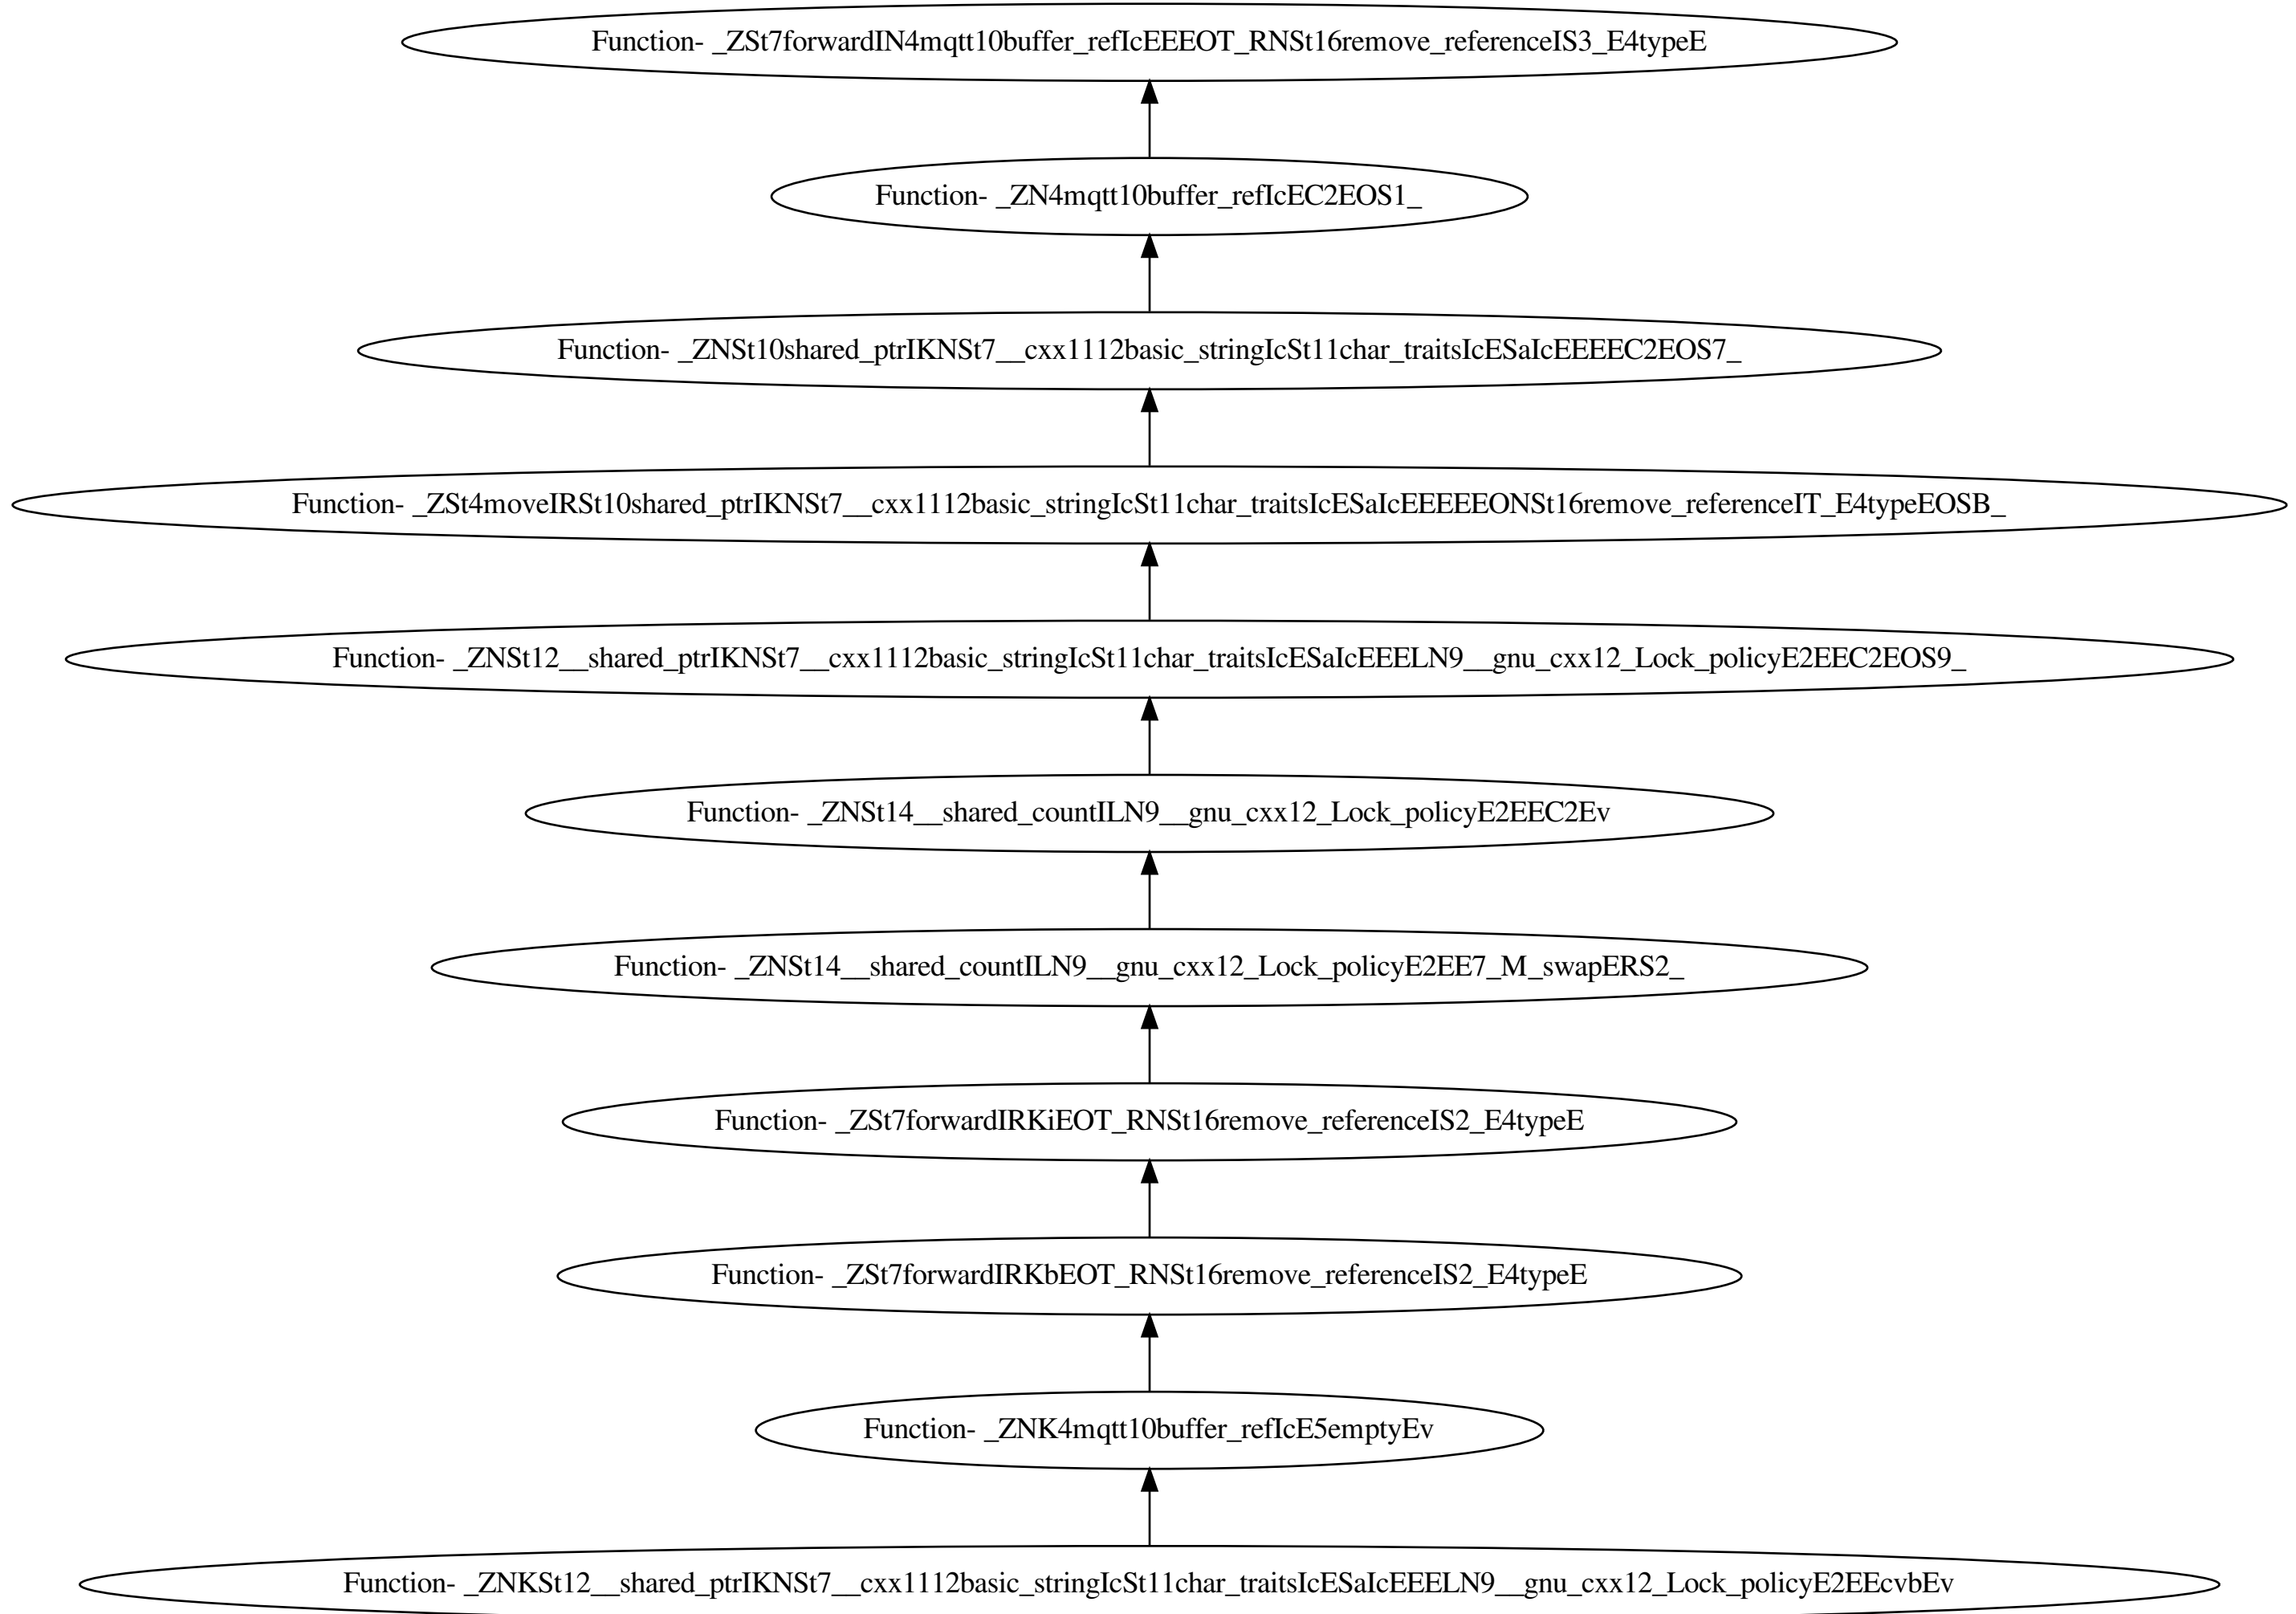 Function- _ZSt7forwardIN4mqtt10buffer_refIcEEEOT_RNSt16remove_referenceIS3_E4typeE
Function- _ZN4mqtt10buffer_refIcEC2EOS1_
Function- _ZNSt10shared_ptrIKNSt7__cxx1112basic_stringIcSt11char_traitsIcESaIcEEEEC2EOS7_
Function- _ZSt4moveIRSt10shared_ptrIKNSt7__cxx1112basic_stringIcSt11char_traitsIcESaIcEEEEEONSt16remove_referenceIT_E4typeEOSB_
Function- _ZNSt12__shared_ptrIKNSt7__cxx1112basic_stringIcSt11char_traitsIcESaIcEEELN9__gnu_cxx12_Lock_policyE2EEC2EOS9_
Function- _ZNSt14__shared_countILN9__gnu_cxx12_Lock_policyE2EEC2Ev
Function- _ZNSt14__shared_countILN9__gnu_cxx12_Lock_policyE2EE7_M_swapERS2_
Function- _ZSt7forwardIRKiEOT_RNSt16remove_referenceIS2_E4typeE
Function- _ZSt7forwardIRKbEOT_RNSt16remove_referenceIS2_E4typeE
Function- _ZNK4mqtt10buffer_refIcE5emptyEv
Function- _ZNKSt12__shared_ptrIKNSt7__cxx1112basic_stringIcSt11char_traitsIcESaIcEEELN9__gnu_cxx12_Lock_policyE2EEcvbEv